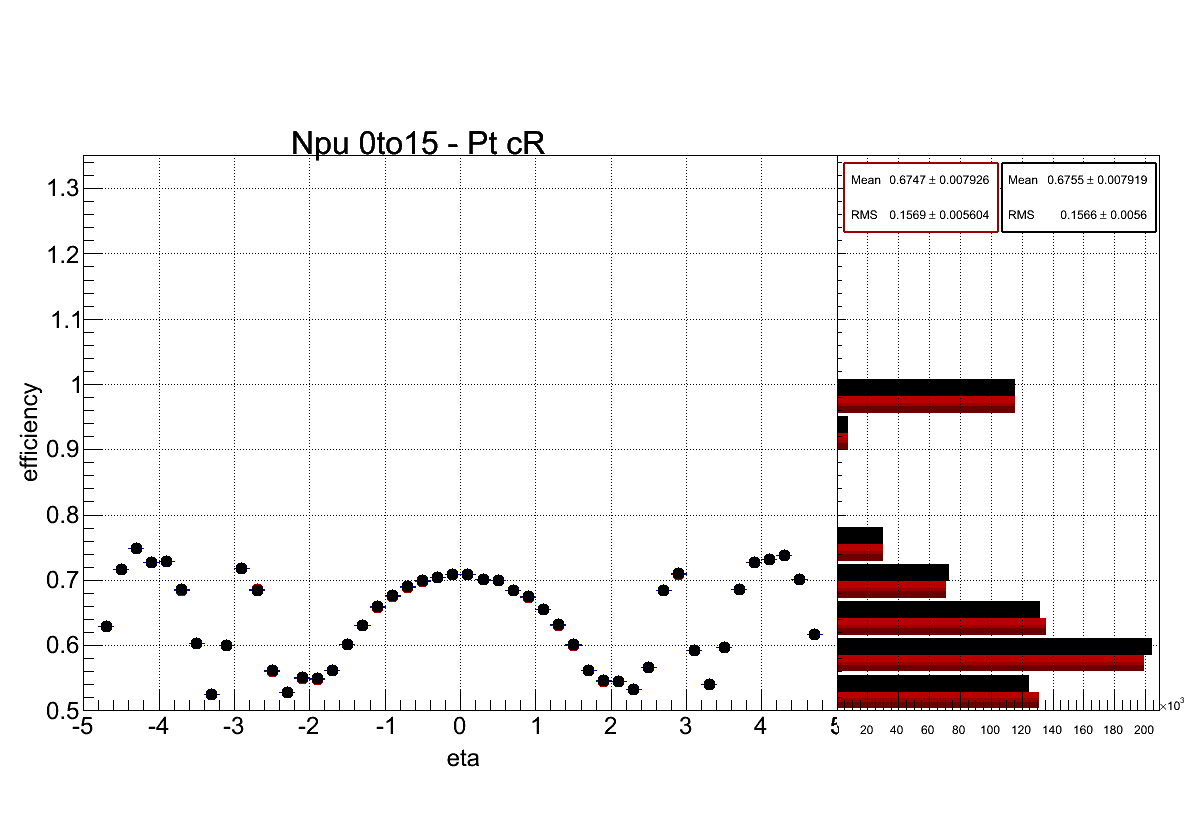 Npu 0to15 - Pt cR
Mean 0.6747 ± 0.007926
RMS 0.1569 ± 0.005604
Mean 0.6755 ± 0.007919
RMS 0.1566 ± 0.0056
1.3
1.2
1.1
1
0.9
0.8
0.7
0.6
0.5
efficiency
-5 -4 -3 -2 -1 0 1 2 3 4
eta
0 20 40 60 80 100 120 140 160 180 200
×10³